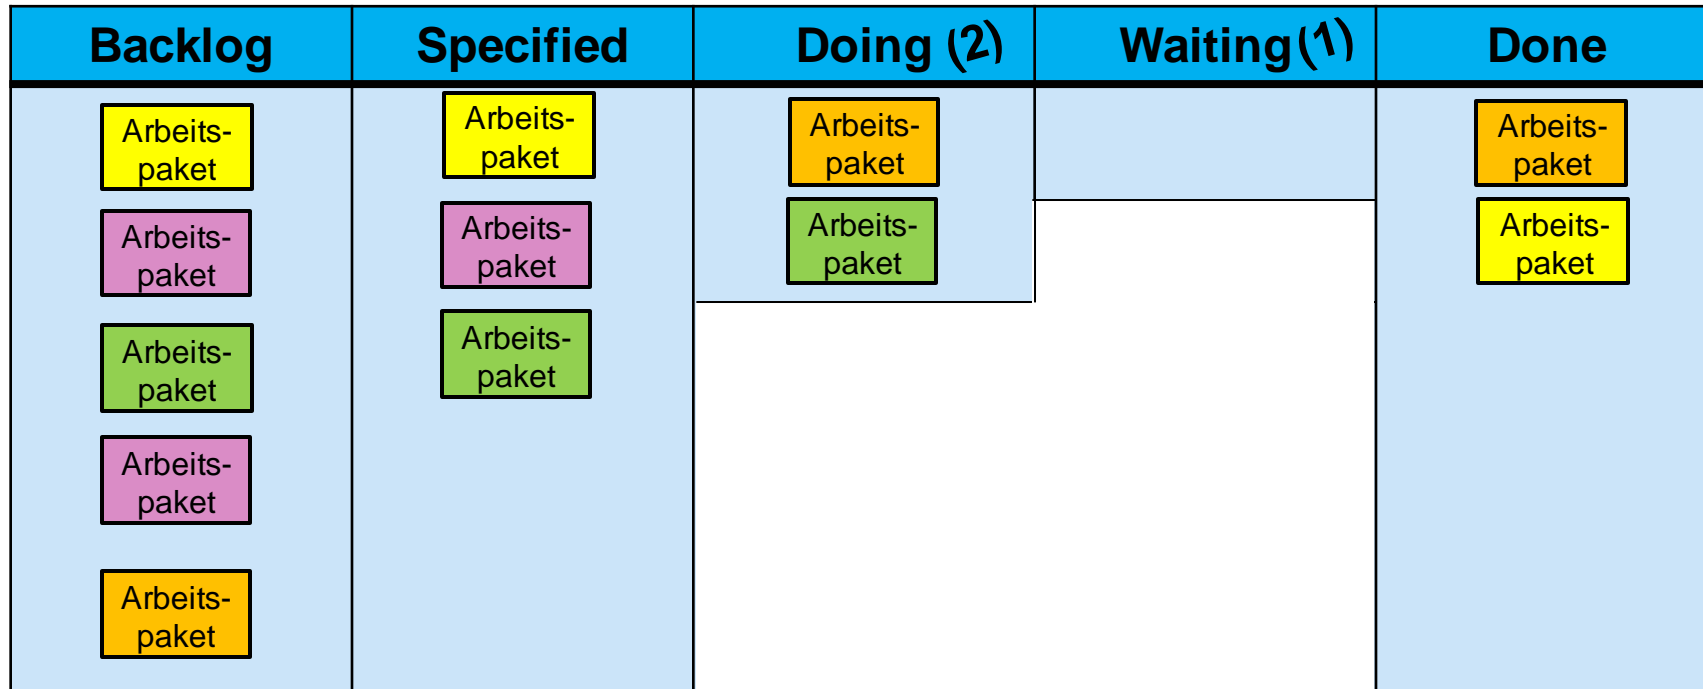 Backlog
Specified
Doing (2)
Waiting (1)
Done
Arbeits-
paket
Arbeits-
paket
Arbeits-
paket
Arbeits-
paket
Arbeits-
paket
Arbeits-
paket
Arbeits-
paket
Arbeits-
paket
Arbeits-
paket
Arbeits-
paket
Arbeits-
paket
Arbeits-
paket